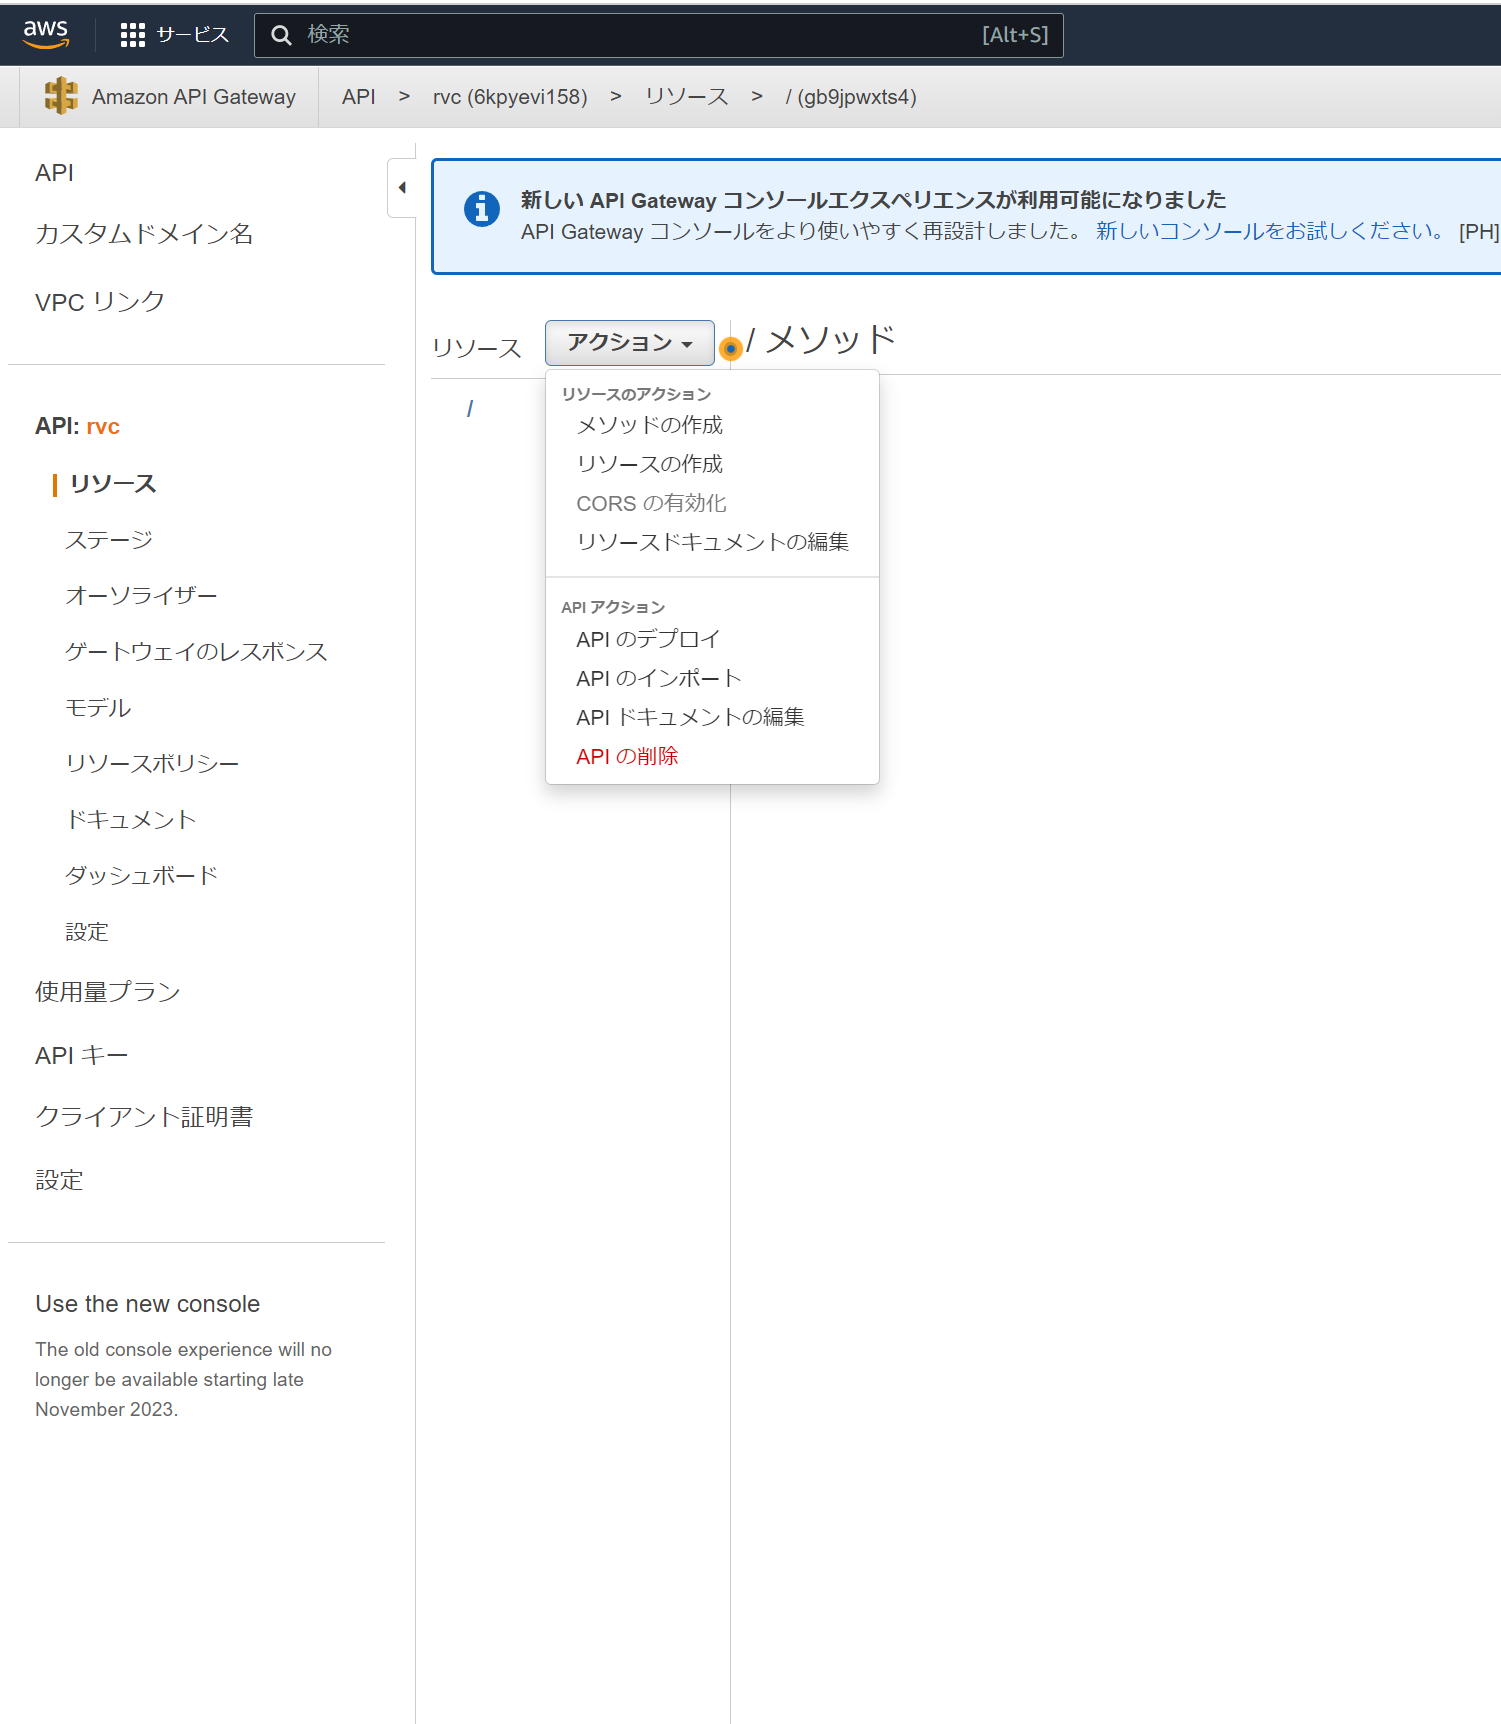 aws
サービス
検索
[Alt+S]
Amazon API Gateway
API > rvc (6kpyevi158) > リソース > / (gb9jpwxts4)
API
カスタムドメイン名
VPC リンク
API: rvc
リソース
ステージ
オーソライザー
ゲートウェイのレスポンス
モデル
リソースポリシー
ドキュメント
ダッシュボード
設定
使用量プラン
API キー
クライアント証明書
設定
Use the new console
The old console experience will no
longer be available starting late
November 2023.
新しい API Gateway コンソールエクスペリエンスが利用可能になりました
API Gateway コンソールをより使いやすく再設計しました。 新しいコンソールをお試しください。 [PH]
リソース
アクション
/ メソッド
/
リソースのアクション
メソッドの作成
リソースの作成
CORS の有効化
リソースドキュメントの編集
API アクション
API のデプロイ
API のインポート
API ドキュメントの編集
API の削除